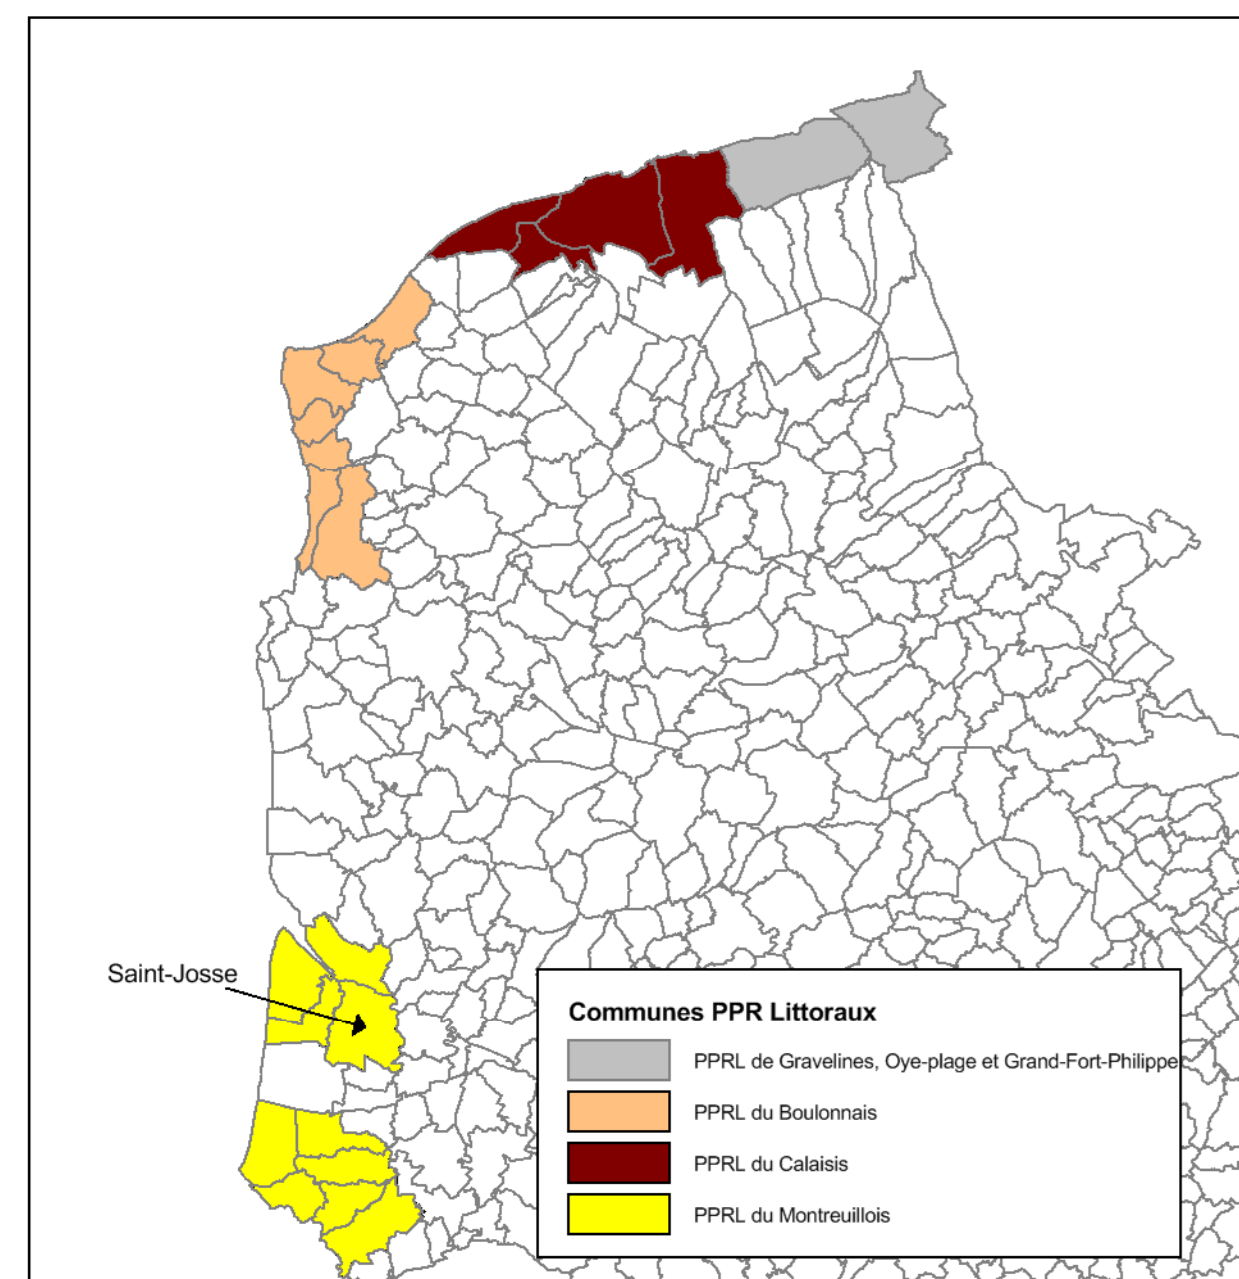 Saint-Josse
Communes PPR Littoraux
PPRL de Gravelines, Oye-plage et Grand-Fort-Philippe
PPRL du Boulonnais
PPRL du Calaisis
PPRL du Montreuillois